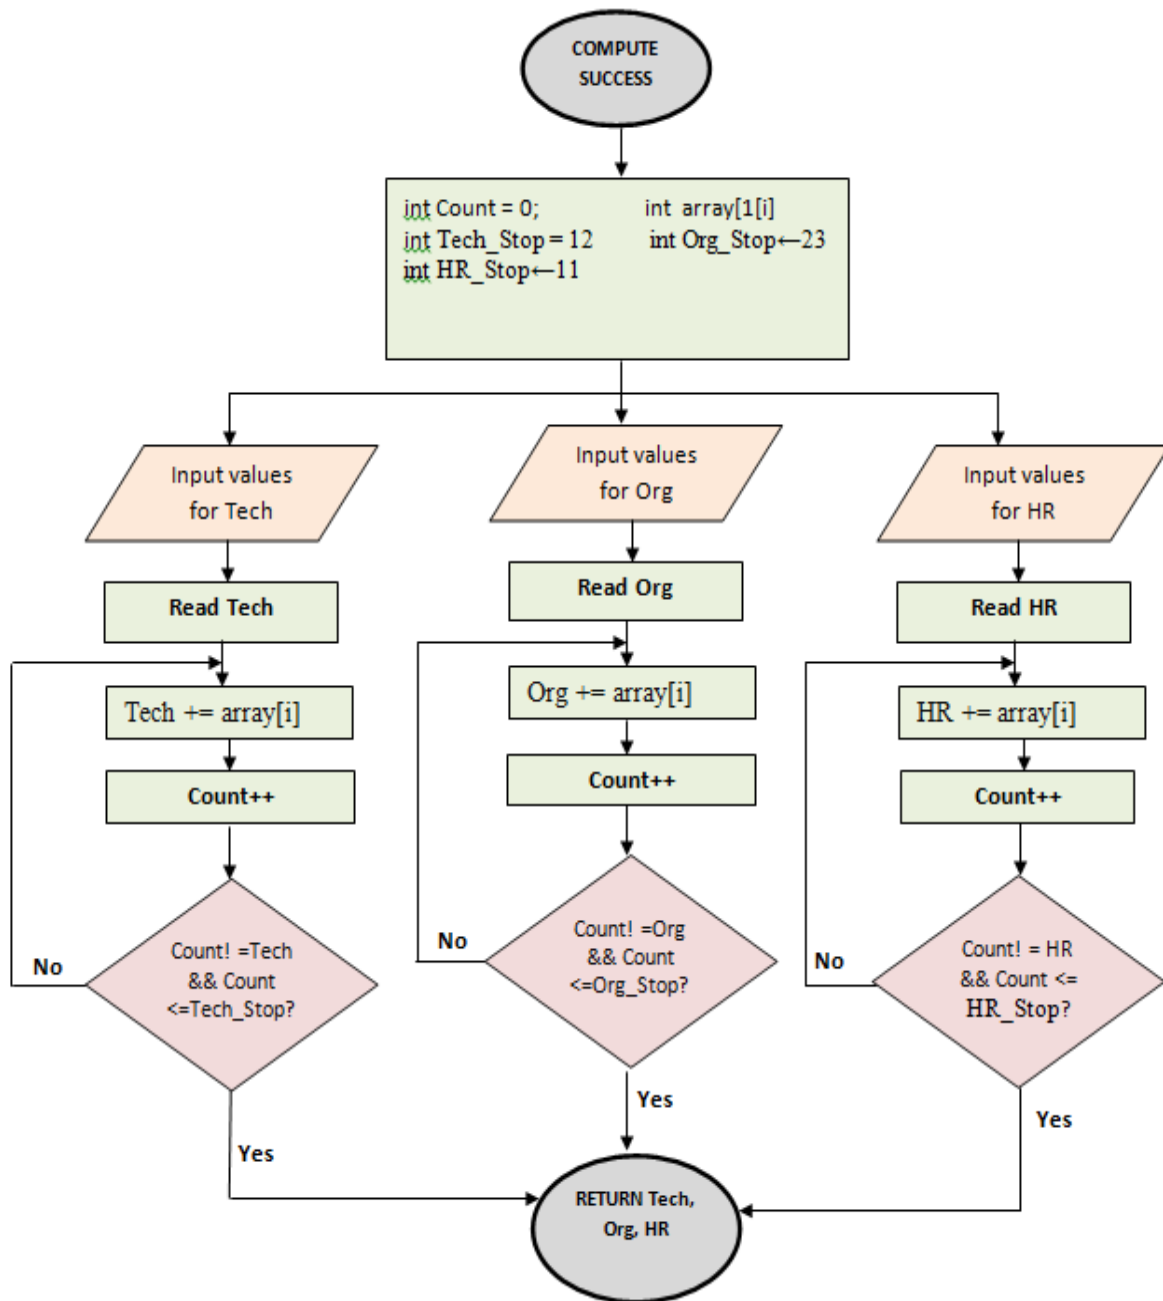 COMPUTE
SUCCESS
int Count = 0; int array[1[i]
int Tech_Stop = 12 int Org_Stop←23
int HR_Stop←11
Input values
for Tech
Read Tech
Tech += array[i]
Count++
Count! =Tech
&& Count
<=Tech_Stop?
No
Yes
Input values
for Org
Read Org
Org += array[i]
Count++
Count! =Org
&& Count
<=Org_Stop?
No
Yes
Input values
for HR
Read HR
HR += array[i]
Count++
Count! = HR
&& Count <=
HR_Stop?
No
Yes
RETURN Tech,
Org, HR